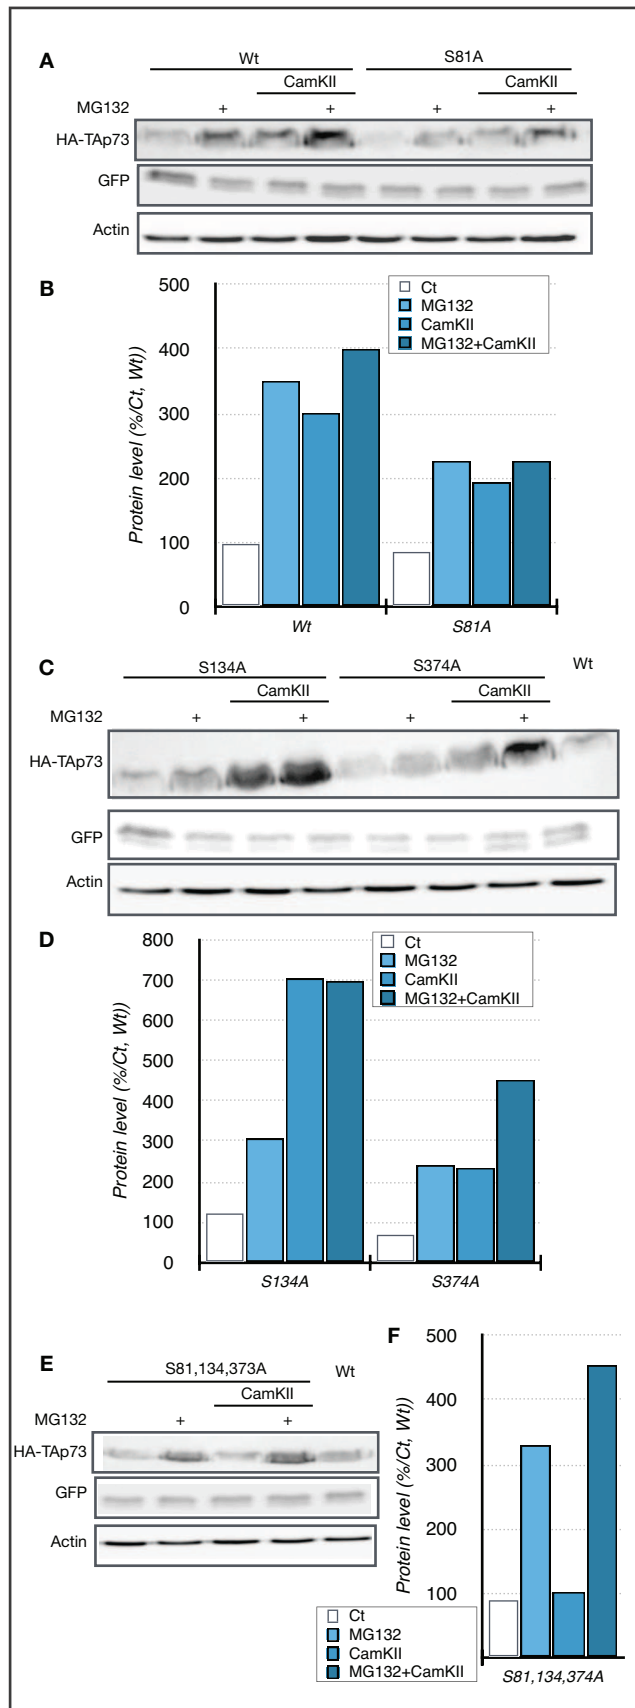 A
Wt S81A
CamKII CamKII
MG132 + + + +
HA-TAp73
GFP
Actin
B
500
400
300
200
100
0
Protein level (%/Ct, Wt))
Ct
MG132
CamKII
MG132+CamKII
Wt S81A
C
S134A S374A Wt
CamKII CamKII
MG132 + + + +
HA-TAp73
GFP
Actin
D
800
700
600
500
400
300
200
100
0
Protein level (%/Ct, Wt))
Ct
MG132
CamKII
MG132+CamKII
S134A S374A
E
S81,134,373A Wt
CamKII
MG132 + +
HA-TAp73
GFP
Actin
F
500
400
300
200
100
Protein level (%/Ct, Wt))
Ct
MG132
CamKII
MG132+CamKII
S81,134,374A